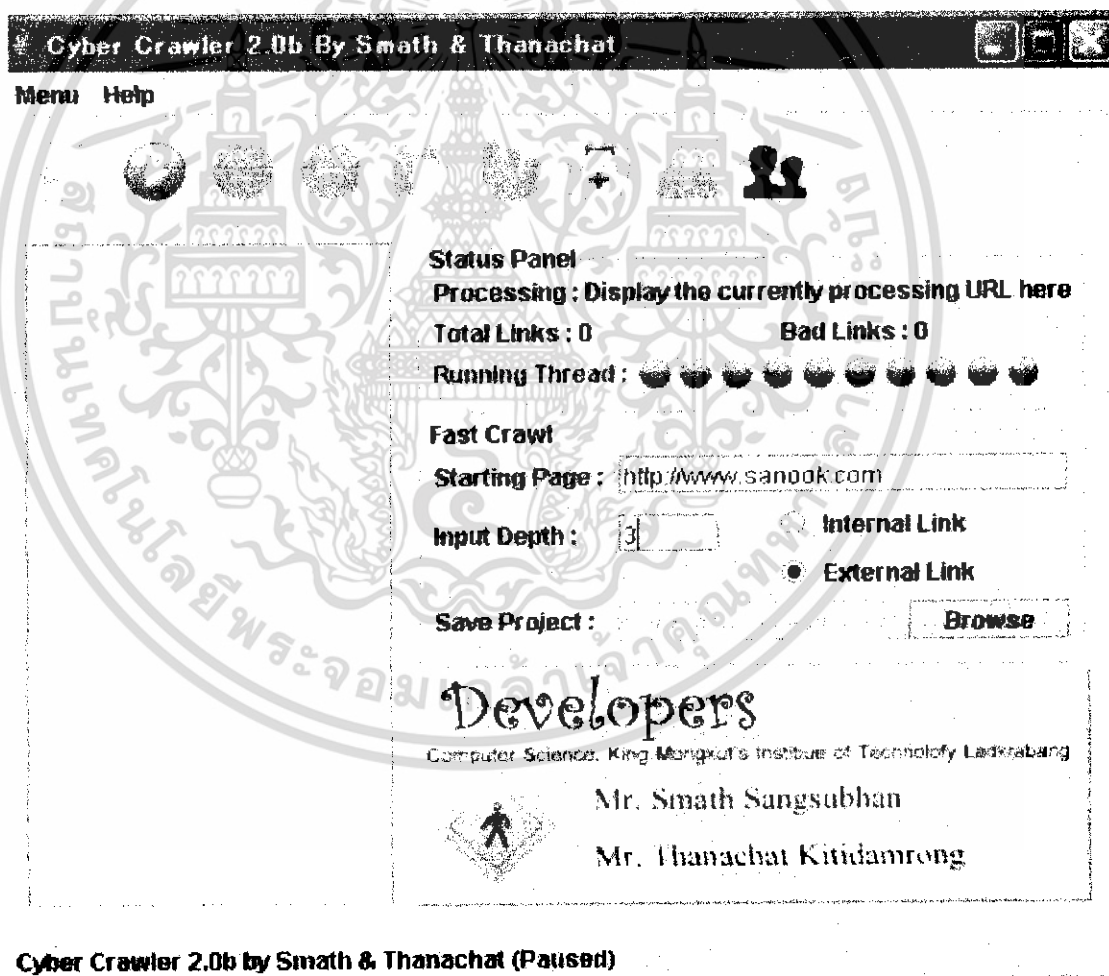 Cyber Crawler 2.0b By Smath & Thanachat
Menu Help
Status Panel
Processing : Display the currently processing URL here
Total Links : 0 Bad Links : 0
Running Thread :
Fast Crawl
Starting Page : http://www.sanook.com
Input Depth : 3 Internal Link
External Link
Save Project : Browse
Developers
Computer Science, King Mongkut's Institue of Technolofy Ladkrabang
Mr. Smath Sangsubhan
Mr. Thanachat Kitidamrong
Cyber Crawler 2.0b by Smath & Thanachat (Paused)